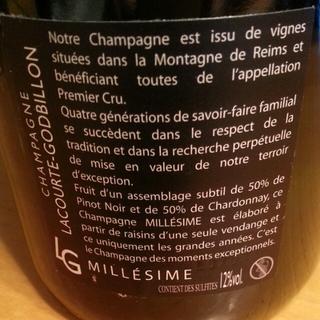 Notre Champagne est issu de vignes
situées dans la Montagne de Reims et
bénéficiant toutes de l'appellation
Premier Cru.
Quatre générations de savoir-faire familial
se succèdent dans le respect de la
tradition et dans la recherche perpétuelle
de mise en valeur de notre terroir
d'exception.
Fruit d'un assemblage subtil de 50% de
Pinot Noir et de 50% de Chardonnay, ce
Champagne MILLÉSIME est élaboré à
partir de raisins d'une seule vendange et
ce uniquement les grandes années. C'est
le Champagne des moments exceptionnels.
CHAMPAGNE
LACOURTE-GODBILLON
LG MILLÉSIME
CONTIENT DES SULFITES 12%vol.